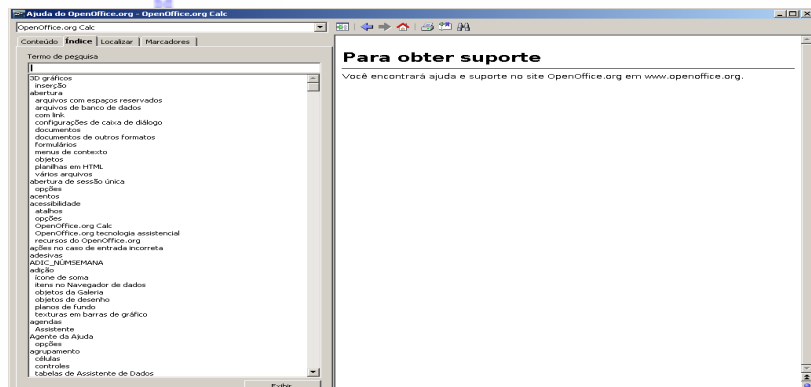 Ajuda do OpenOffice.org - OpenOffice.org Calc
OpenOffice.org Calc
Conteúdo Índice Localizar Marcadores
Termo de pesquisa
3D gráficos
inserção
abertura
arquivos com espaços reservados
arquivos de banco de dados
com link
configurações de caixa de diálogo
documentos
documentos de outros formatos
formulários
menus de contexto
objetos
planilhas em HTML
vários arquivos
abertura de sessão única
opções
acentos
acessibilidade
atalhos
opções
OpenOffice.org Calc
OpenOffice.org tecnologia assistencial
recursos do OpenOffice.org
ações no caso de entrada incorreta
adesivas
ADIC_NÚMSEMANA
adição
ícone de soma
itens no Navegador de dados
objetos da Galeria
objetos de desenho
planos de fundo
texturas em barras de gráfico
agendas
Assistente
Agente da Ajuda
opções
agrupamento
células
controles
tabelas de Assistente de Dados
Exibir
Para obter suporte
Você encontrará ajuda e suporte no site OpenOffice.org em www.openoffice.org.